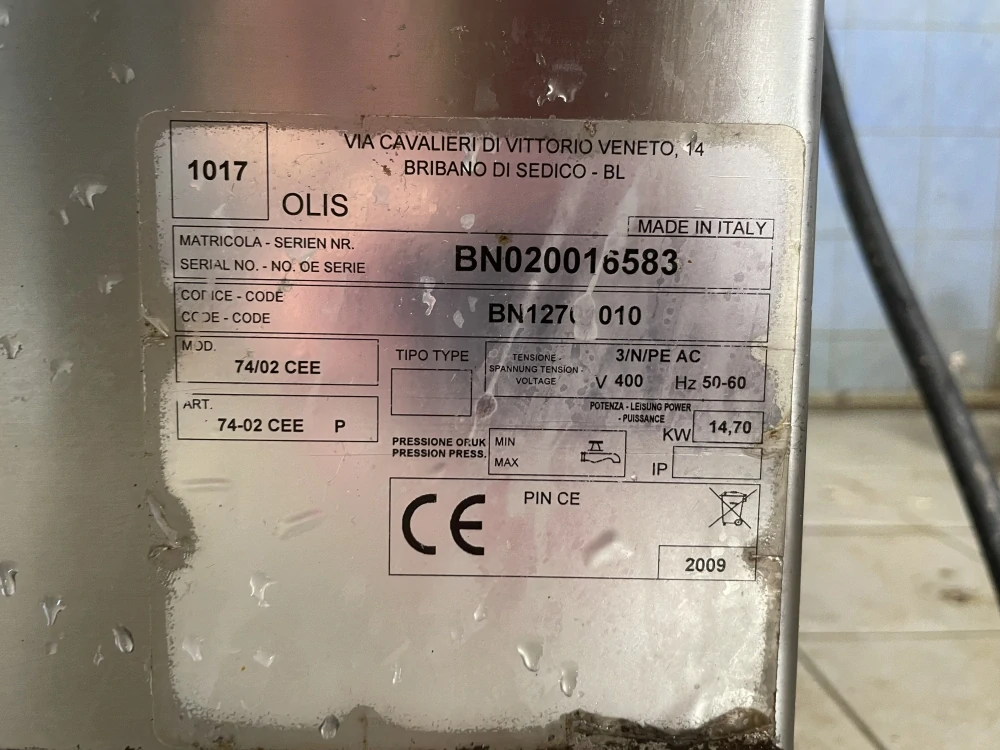 1017
VIA CAVALIERI DI VITTORIO VENETO, 14
BRIBANO DI SEDICO - BL
OLIS
MADE IN ITALY
MATRICOLA - SERIEN NR.
SERIAL NO. - NO. OE SERIE
BN020016583
CODICE - CODE
CODE - CODE
010
MOD.
74/02 CEE
TIPO TYPE
TENSIONE -
SPANNUNG TENSION -
VOLTAGE
3/N/PE AC
V 400 Hz 50-60
ART.
74-02 CEE P
POTENZA - LEISUNG POWER
- PUISSANCE
KW 14,70
PRESSIONE
PRESSION PRESS.
MIN
MAX
IP
CE
PIN CE
2009